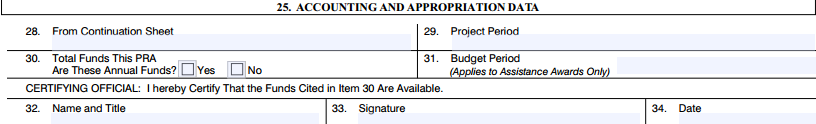 25. ACCOUNTING AND APPROPRIATION DATA
28. From Continuation Sheet
29. Project Period
30. Total Funds This PRA
Are These Annual Funds? Yes No
31. Budget Period
(Applies to Assistance Awards Only)
CERTIFYING OFFICIAL: I hereby Certify That the Funds Cited in Item 30 Are Available.
32. Name and Title
33. Signature
34. Date